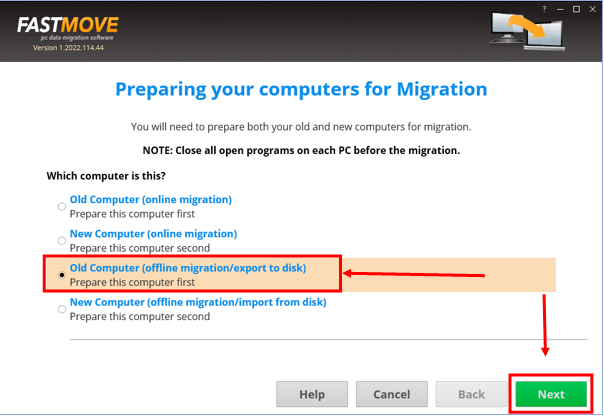 FASTMOVE
pc data migration software
Version 1.2022.114.44
?
Preparing your computers for Migration
You will need to prepare both your old and new computers for migration.
NOTE: Close all open programs on each PC before the migration.
Which computer is this?
Old Computer (online migration)
Prepare this computer first
New Computer (online migration)
Prepare this computer second
Old Computer (offline migration/export to disk)
Prepare this computer first
New Computer (offline migration/import from disk)
Prepare this computer second
Help Cancel Back Next